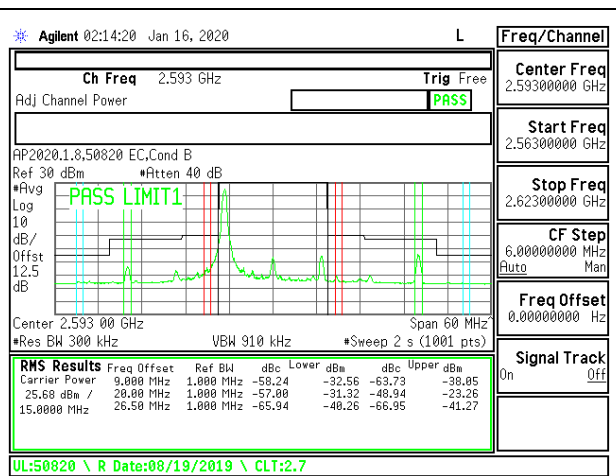 Agilent 02:14:20 Jan 16, 2020 L
Freq/Channel
Ch Freq 2.593 GHz Trig Free
Adj Channel Power PASS
AP2020.1.8,50820 EC,Cond B
Ref 30 dBm #Atten 40 dB
#Avg
Log
10
dB/
Offst
12.5
dB
PASS LIMIT1
Center 2.593 00 GHz Span 60 MHz
#Res BW 300 kHz VBW 910 kHz #Sweep 2 s (1001 pts)
RMS Results Freq Offset Ref BW dBc Lower dBm dBc Upper dBm
Carrier Power 9.000 MHz 1.000 MHz -58.24 -32.56 -63.73 -38.05
25.68 dBm / 20.00 MHz 1.000 MHz -57.00 -31.32 -48.94 -23.26
15.0000 MHz 26.50 MHz 1.000 MHz -65.94 -40.26 -66.95 -41.27
UL:50820 \ R Date:08/19/2019 \ CLT:2.7
Center Freq
2.59300000 GHz
Start Freq
2.56300000 GHz
Stop Freq
2.62300000 GHz
CF Step
6.00000000 MHz
Auto Man
Freq Offset
0.00000000 Hz
Signal Track
On Off